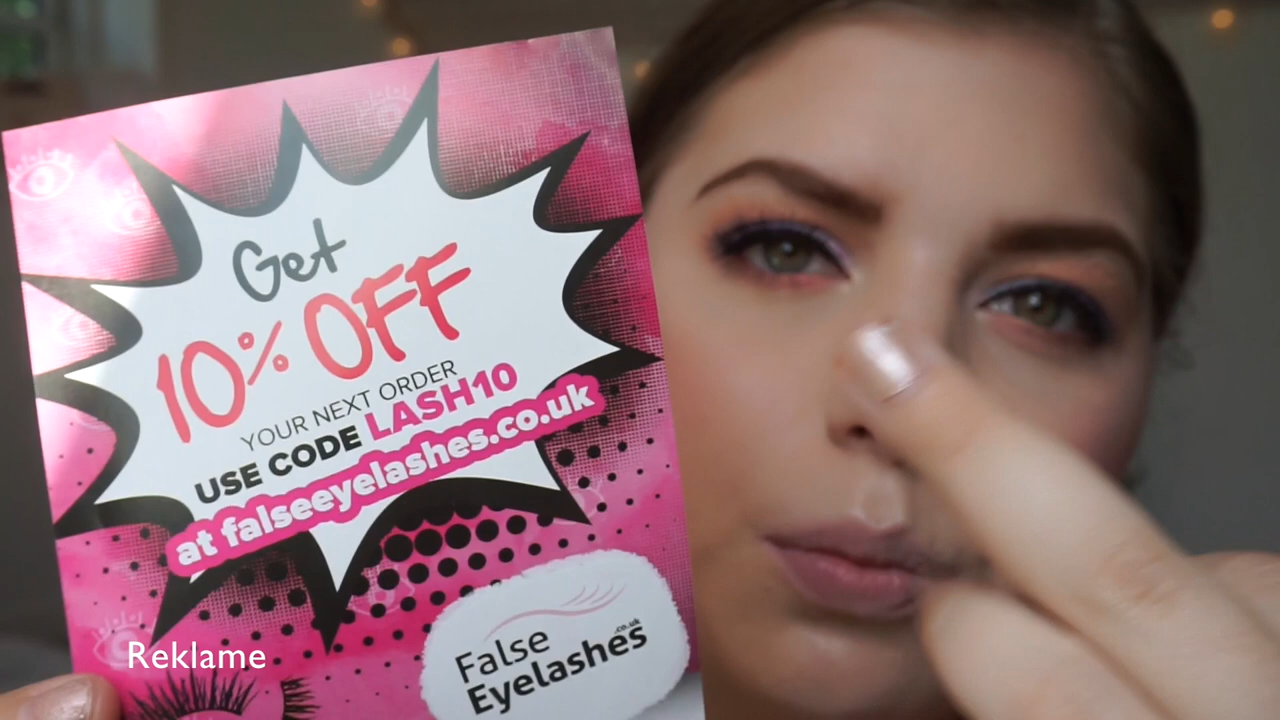 Get
10% OFF
YOUR NEXT ORDER
USE CODE LASH10
at falseeyelashes.co.uk
False
Eyelashes
.co.uk
Reklame